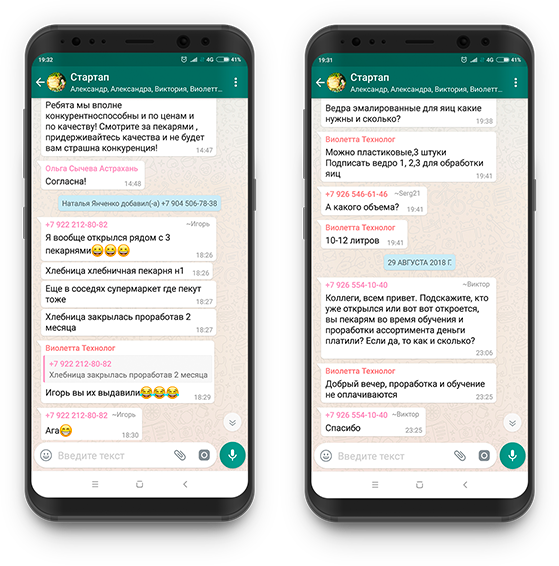 19:32
4G 41%
Стартап
Александр, Александра, Виктория, Виолетт...
Ребята мы вполне
конкурентноспособны и по ценам и
по качеству! Смотрите за пекарями ,
придерживайтесь качества и не будет
вам страшна конкуренция!
14:47
Ольга Сычева Астрахань
Согласна!
14:48
Наталья Янченко добавил(-а) +7 904 506-78-38
+7 922 212-80-82 ~Игорь
Я вообще открылся рядом с 3
пекарнями😀😀😀
18:26
Хлебница хлебничная пекарня н1
18:26
Еще в соседях супермаркет где пекут
тоже
18:27
Хлебница закрылась проработав 2
месяца
18:27
Виолетта Технолог
+7 922 212-80-82
Хлебница закрылась проработав 2 месяца
Игорь вы их выдавили😂😂😂
18:29
+7 922 212-80-82 ~Игорь
Ага😁
18:30
Введите текст
19:31
4G 41%
Стартап
Александр, Александра, Виктория, Виолетт...
Ведра эмалированные для яиц какие
нужны и сколько?
19:38
Виолетта Технолог
Можно пластиковые,3 штуки
Подписать ведро 1, 2,3 для обработки
яиц
19:41
+7 926 546-61-46 ~Serg21
А какого объема?
19:41
Виолетта Технолог
10-12 литров
19:41
29 АВГУСТА 2018 Г.
+7 926 554-10-40 ~Виктор
Коллеги, всем привет. Подскажите, кто
уже открылся или вот вот откроется,
вы пекарям во время обучения и
проработки ассортимента деньги
платили? Если да, то как и сколько?
23:06
Виолетта Технолог
Добрый вечер, проработка и обучение
не оплачиваются
23:25
+7 926 554-10-40 ~Виктор
Спасибо
23:25
Введите текст